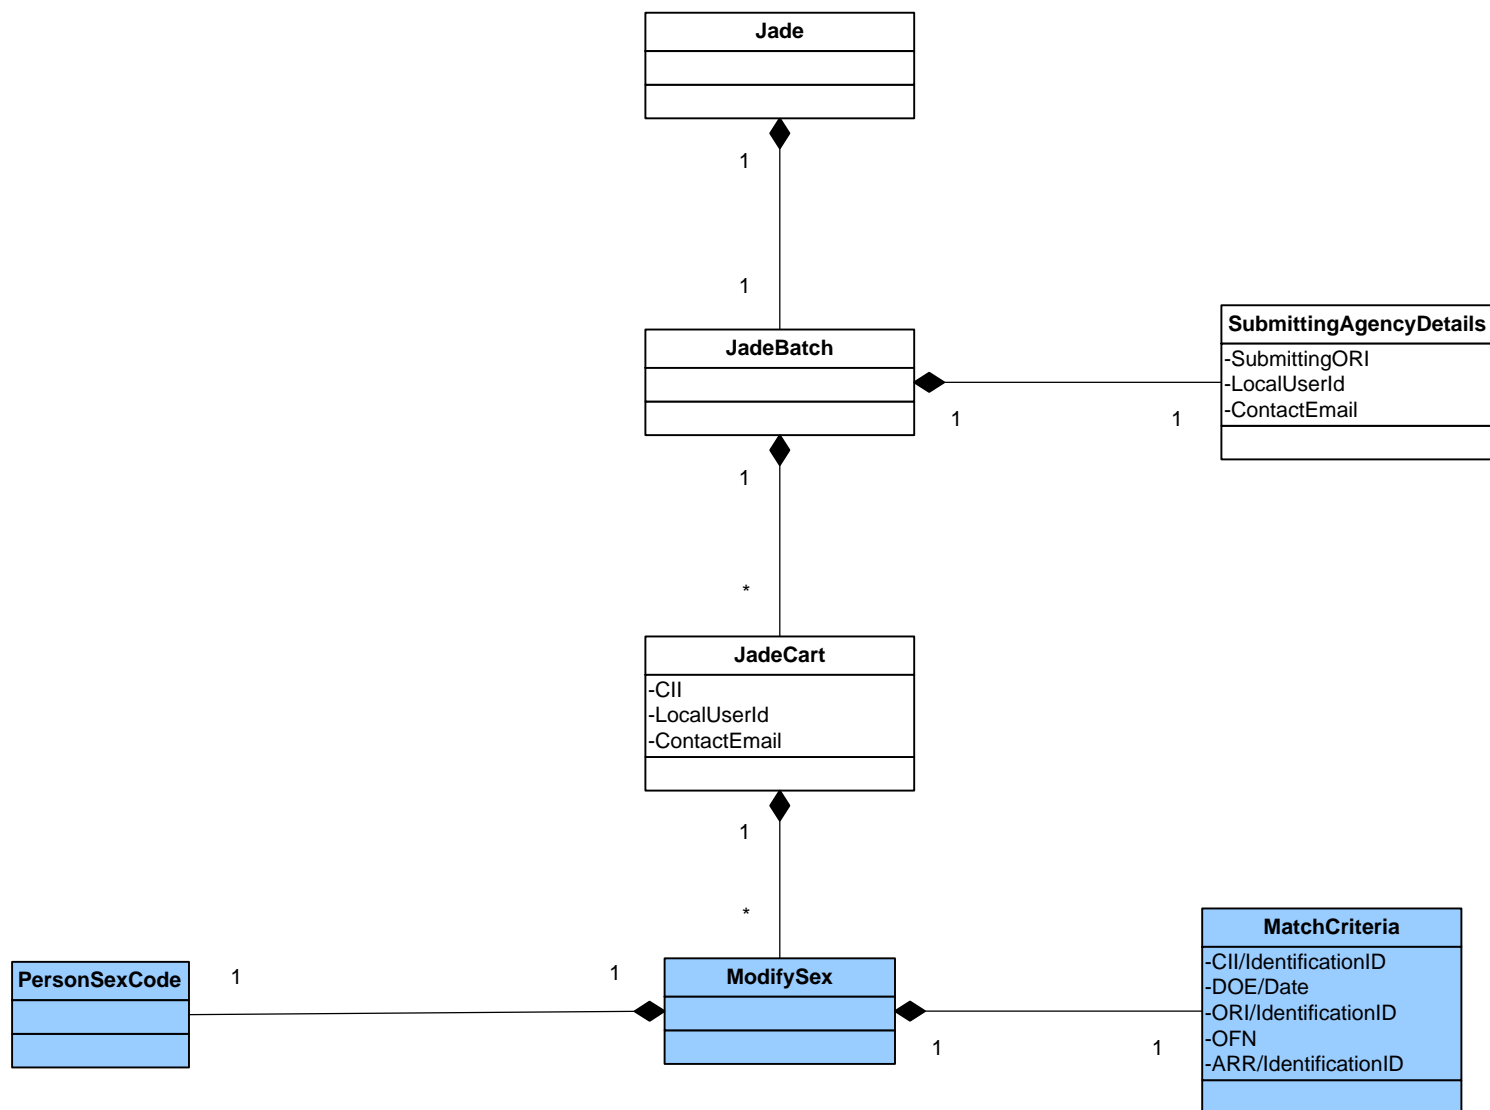 Jade
1
1
JadeBatch
1
1
1
SubmittingAgencyDetails
-SubmittingORI
-LocalUserId
-ContactEmail
*
JadeCart
-CII
-LocalUserId
-ContactEmail
1
*
PersonSexCode
1
1
ModifySex
1
1
MatchCriteria
-CII/IdentificationID
-DOE/Date
-ORI/IdentificationID
-OFN
-ARR/IdentificationID